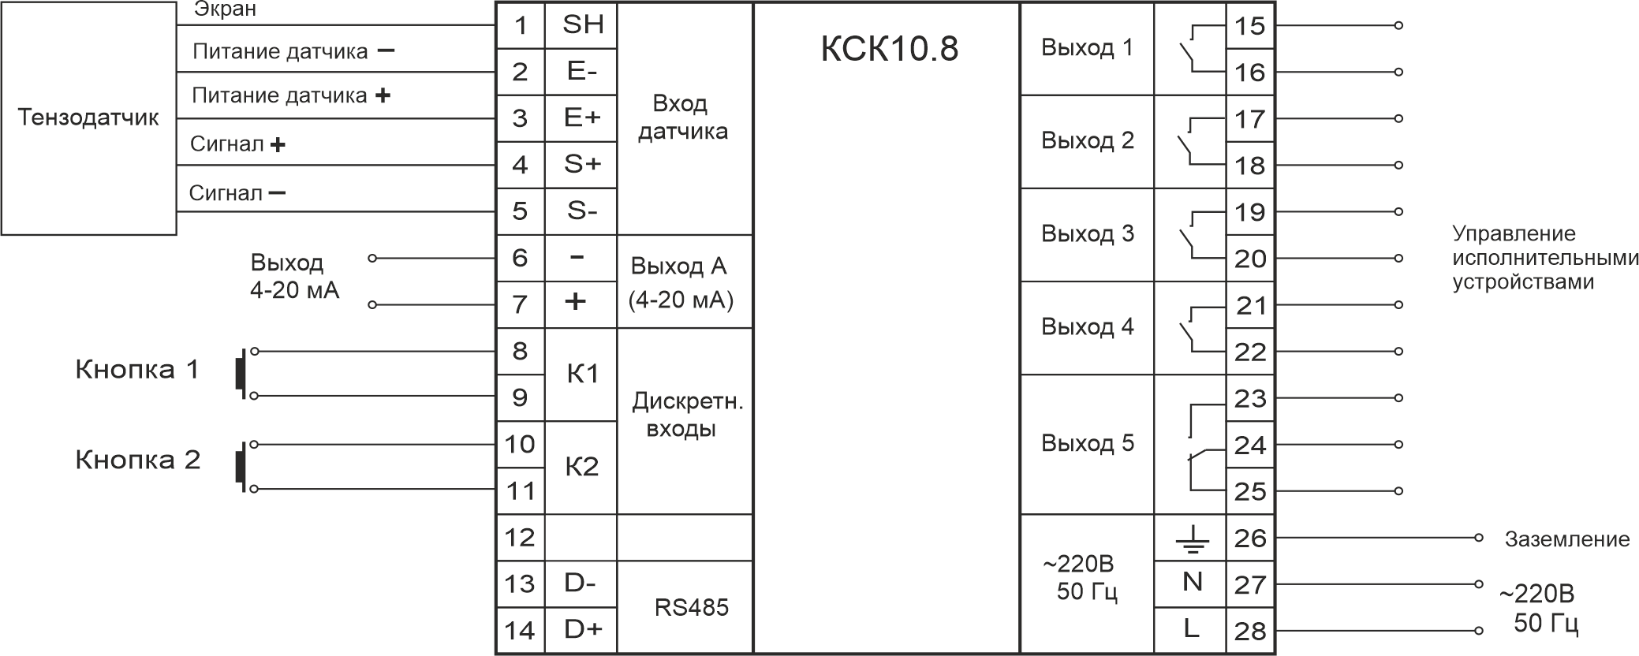 Экран
Питание датчика −
Питание датчика +
Тензодатчик
Сигнал +
Сигнал −
Выход
4-20 мА
Кнопка 1
Кнопка 2
1 SH
2 E-
3 E+
4 S+
5 S-
Вход
датчика
6 -
7 +
Выход А
(4-20 мА)
8
9
К1
10
11
К2
Дискретн.
входы
12
13 D-
14 D+
RS485
КСК10.8
Выход 1
15
16
Выход 2
17
18
Выход 3
19
20
Выход 4
21
22
Выход 5
23
24
25
~220В
50 Гц
26
N 27
L 28
Управление
исполнительными
устройствами
Заземление
~220В
50 Гц